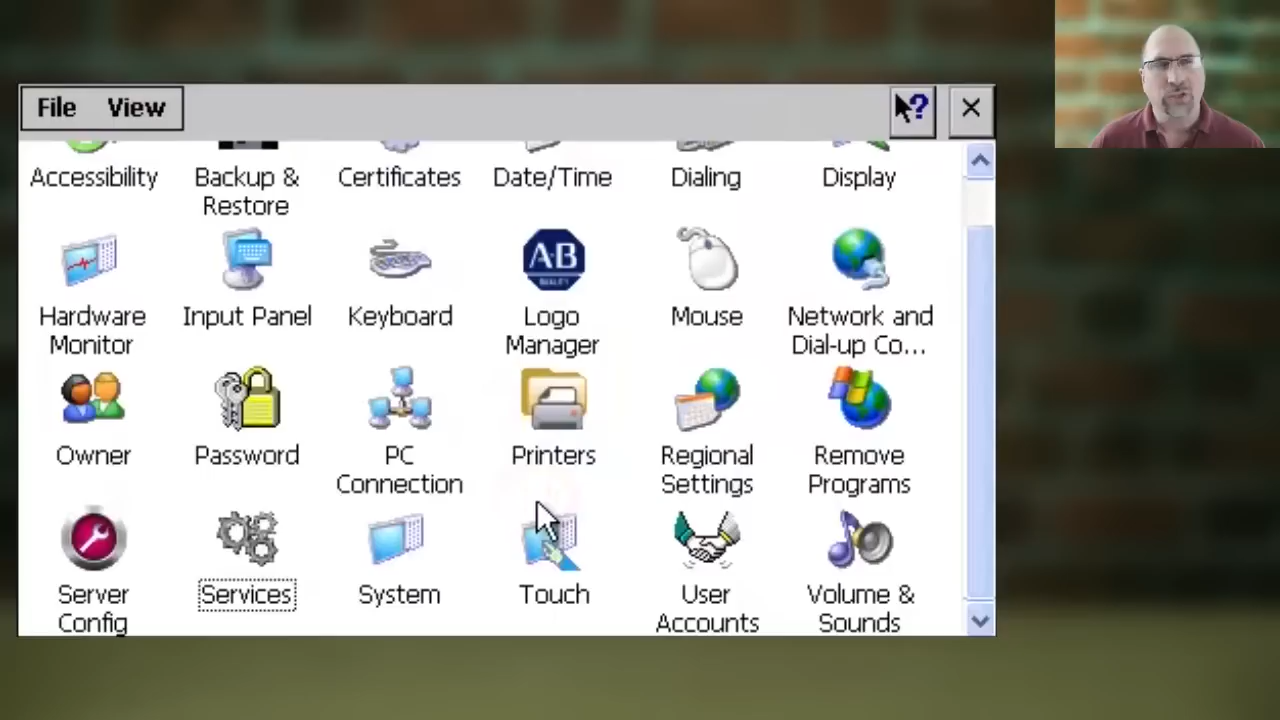 File View ?
Accessibility Backup & Restore Certificates Date/Time Dialing Display
AB
QUALITY
Hardware Monitor Input Panel Keyboard Logo Manager Mouse Network and Dial-up Co...
Owner Password PC Connection Printers Regional Settings Remove Programs
Server Config Services System Touch User Accounts Volume & Sounds